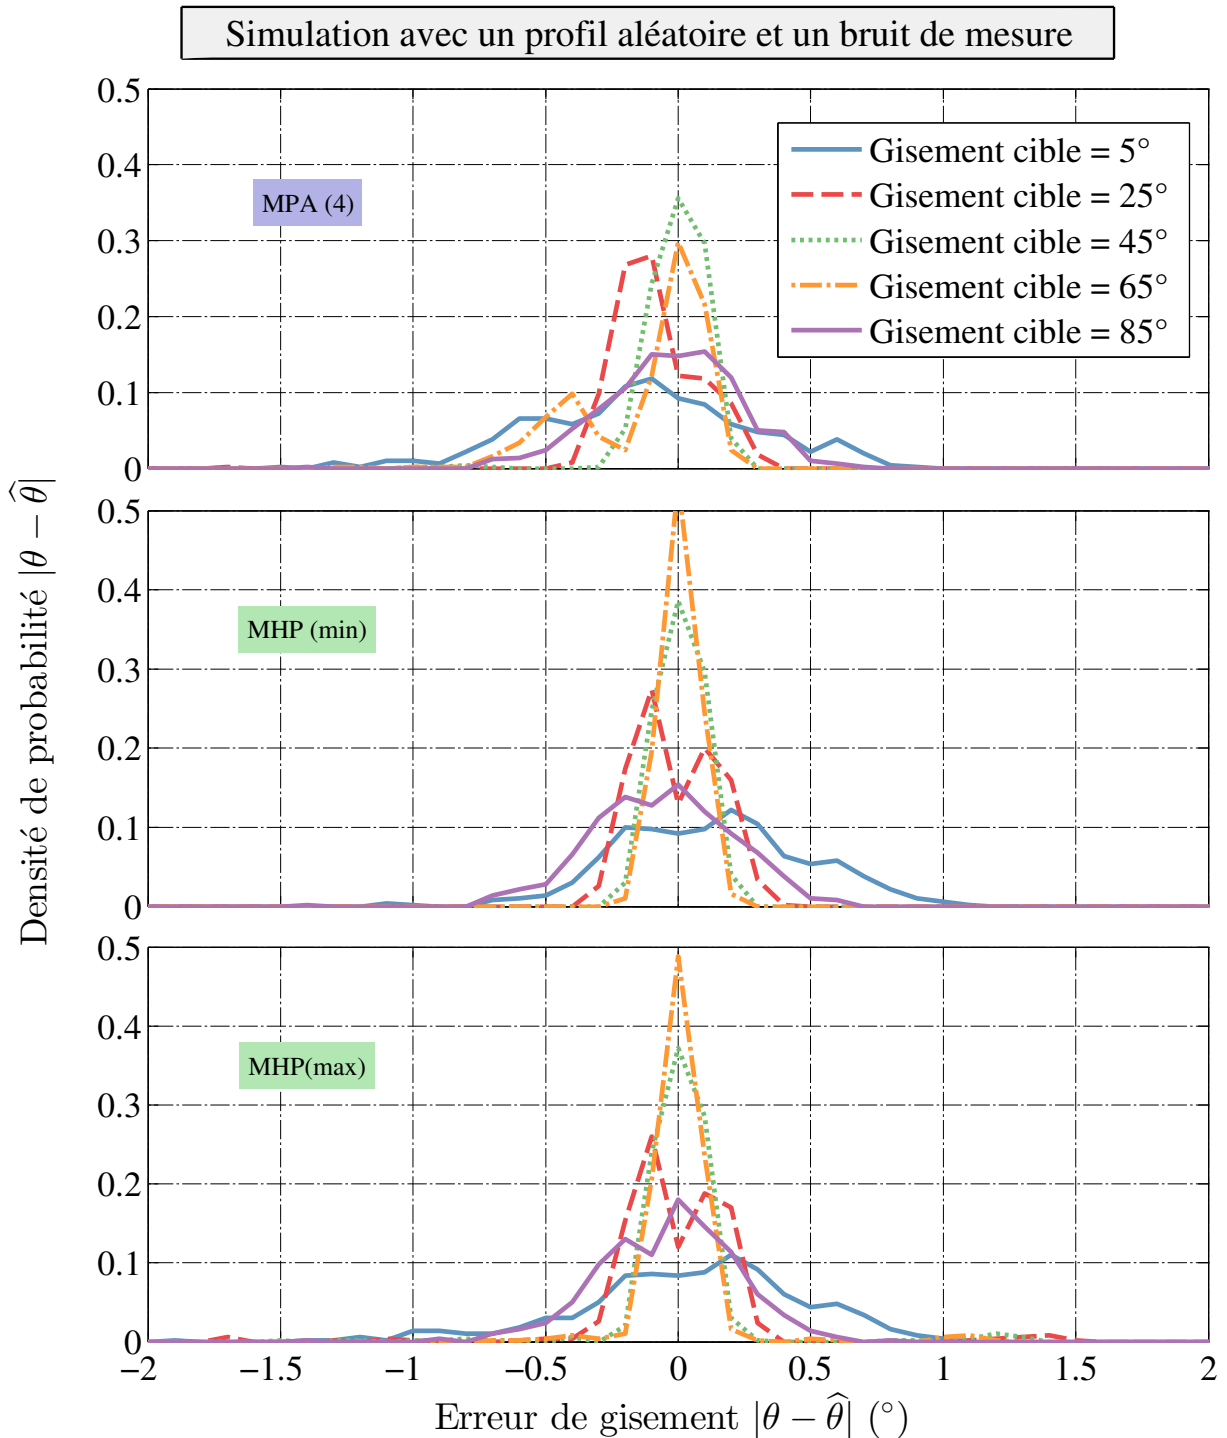 Simulation avec un profil aléatoire et un bruit de mesure
0.5
0.4
0.3
0.2
0.1
0
MPA (4)
Gisement cible = 5°
Gisement cible = 25°
Gisement cible = 45°
Gisement cible = 65°
Gisement cible = 85°
Densité de probabilité |θ − θ̂|
0.5
0.4
0.3
0.2
0.1
0
MHP (min)
0.5
0.4
0.3
0.2
0.1
0
MHP(max)
−2 −1.5 −1 −0.5 0 0.5 1 1.5 2
Erreur de gisement |θ − θ̂| (°)